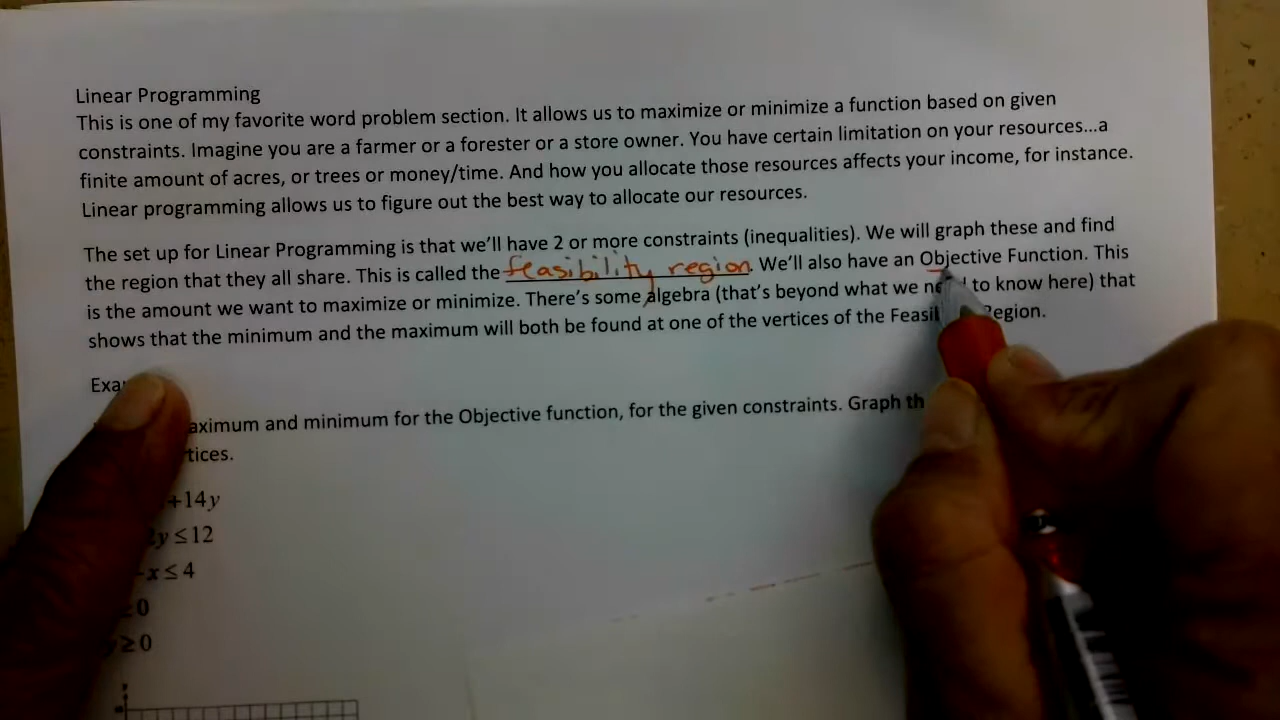 Linear Programming
This is one of my favorite word problem section. It allows us to maximize or minimize a function based on given
constraints. Imagine you are a farmer or a forester or a store owner. You have certain limitation on your resources...a
finite amount of acres, or trees or money/time. And how you allocate those resources affects your income, for instance.
Linear programming allows us to figure out the best way to allocate our resources.
The set up for Linear Programming is that we'll have 2 or more constraints (inequalities). We will graph these and find
the region that they all share. This is called the feasibility region. We'll also have an Objective Function. This
is the amount we want to maximize or minimize. There's some algebra (that's beyond what we to know here) that
shows that the minimum and the maximum will both be found at one of the vertices of the
and minimum for the Objective function, for the given constraints. Graph
+14y
y≤12
x≤4
≥0
≥0